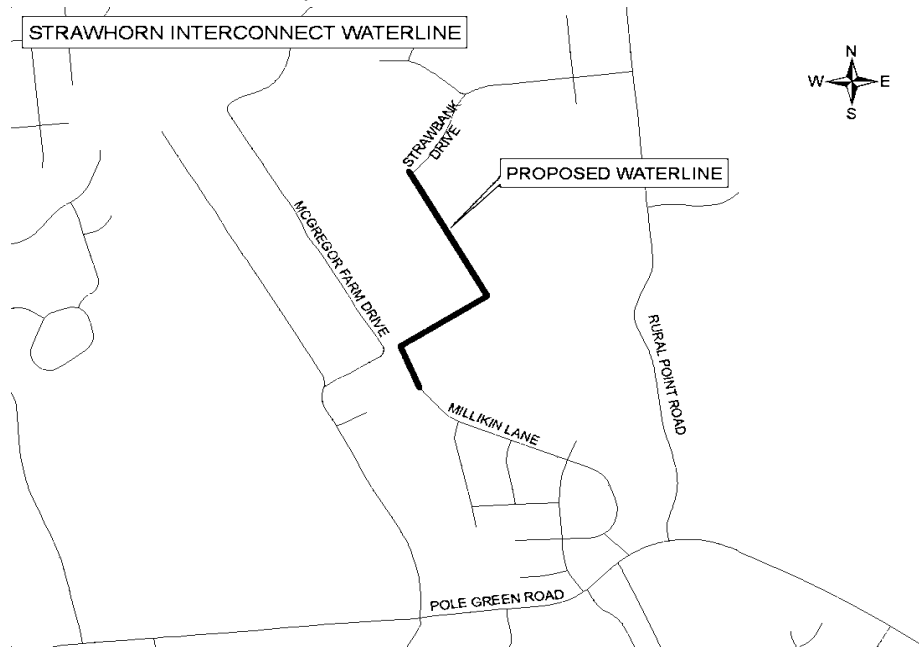 STRAWHORN INTERCONNECT WATERLINE
N
W E
S
STRAWBANK
DRIVE
PROPOSED WATERLINE
MCGREGOR FARM DRIVE
RURAL POINT ROAD
MILLIKIN LANE
POLE GREEN ROAD